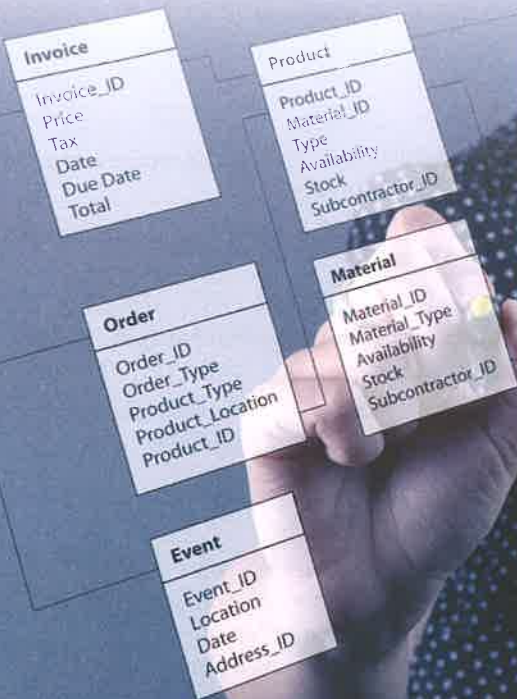 Invoice
Invoice_ID
Price
Tax
Date
Due Date
Total
Product
Product_ID
Material_ID
Type
Availability
Stock
Subcontractor_ID
Order
Order_ID
Order_Type
Product_Type
Product_Location
Product_ID
Material
Material_ID
Material_Type
Availability
Stock
Subcontractor_ID
Event
Event_ID
Location
Date
Address_ID